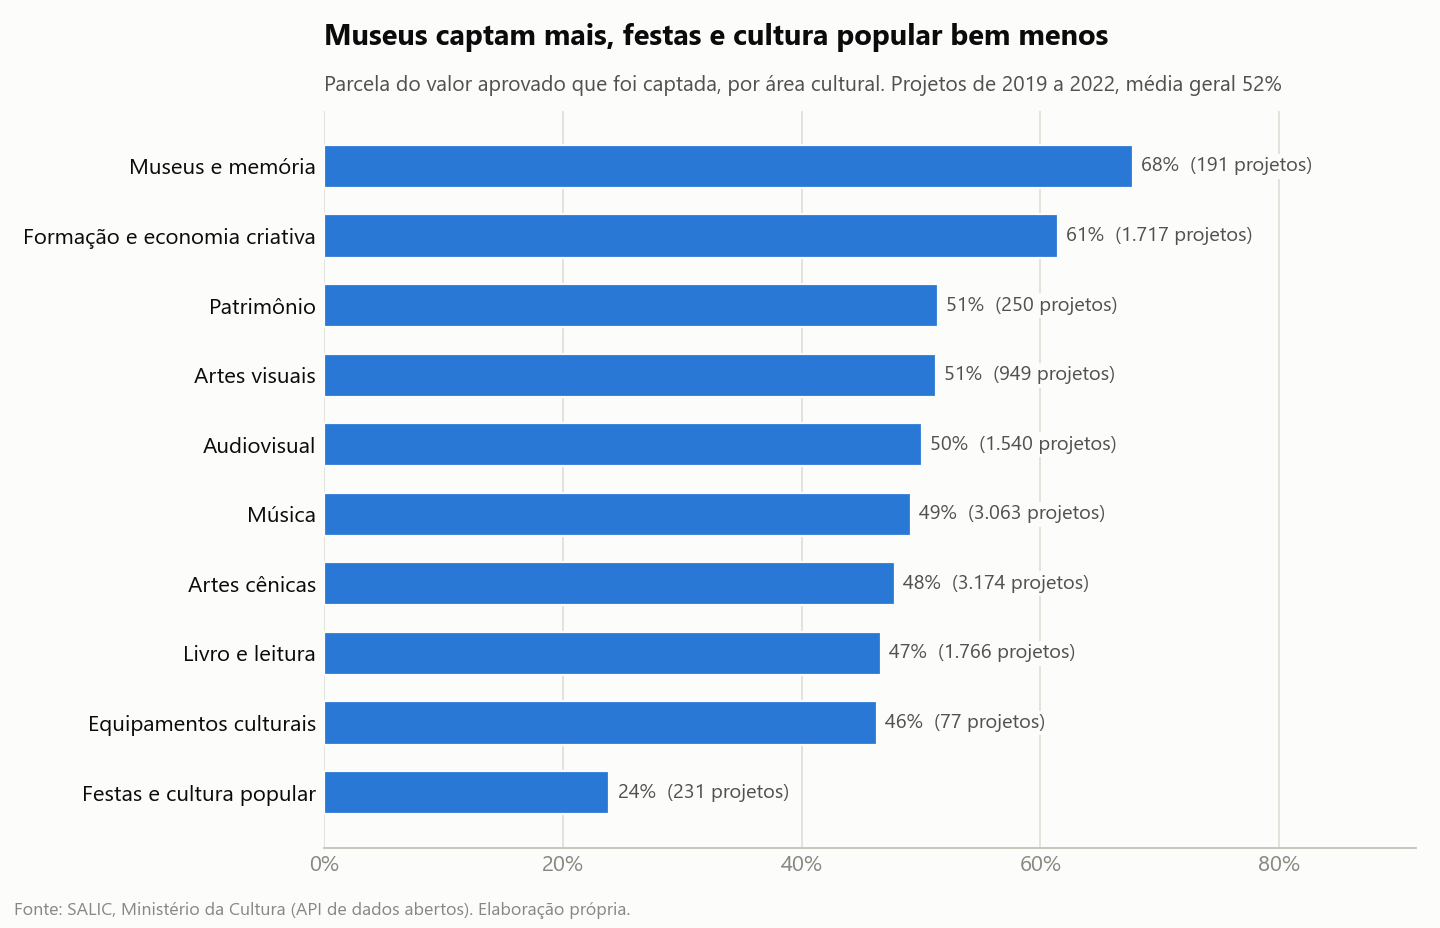 Museus captam mais, festas e cultura popular bem menos
Parcela do valor aprovado que foi captada, por área cultural. Projetos de 2019 a 2022, média geral 52%
Museus e memória 68% (191 projetos)
Formação e economia criativa 61% (1.717 projetos)
Patrimônio 51% (250 projetos)
Artes visuais 51% (949 projetos)
Audiovisual 50% (1.540 projetos)
Música 49% (3.063 projetos)
Artes cênicas 48% (3.174 projetos)
Livro e leitura 47% (1.766 projetos)
Equipamentos culturais 46% (77 projetos)
Festas e cultura popular 24% (231 projetos)
0% 20% 40% 60% 80%
Fonte: SALIC, Ministério da Cultura (API de dados abertos). Elaboração própria.